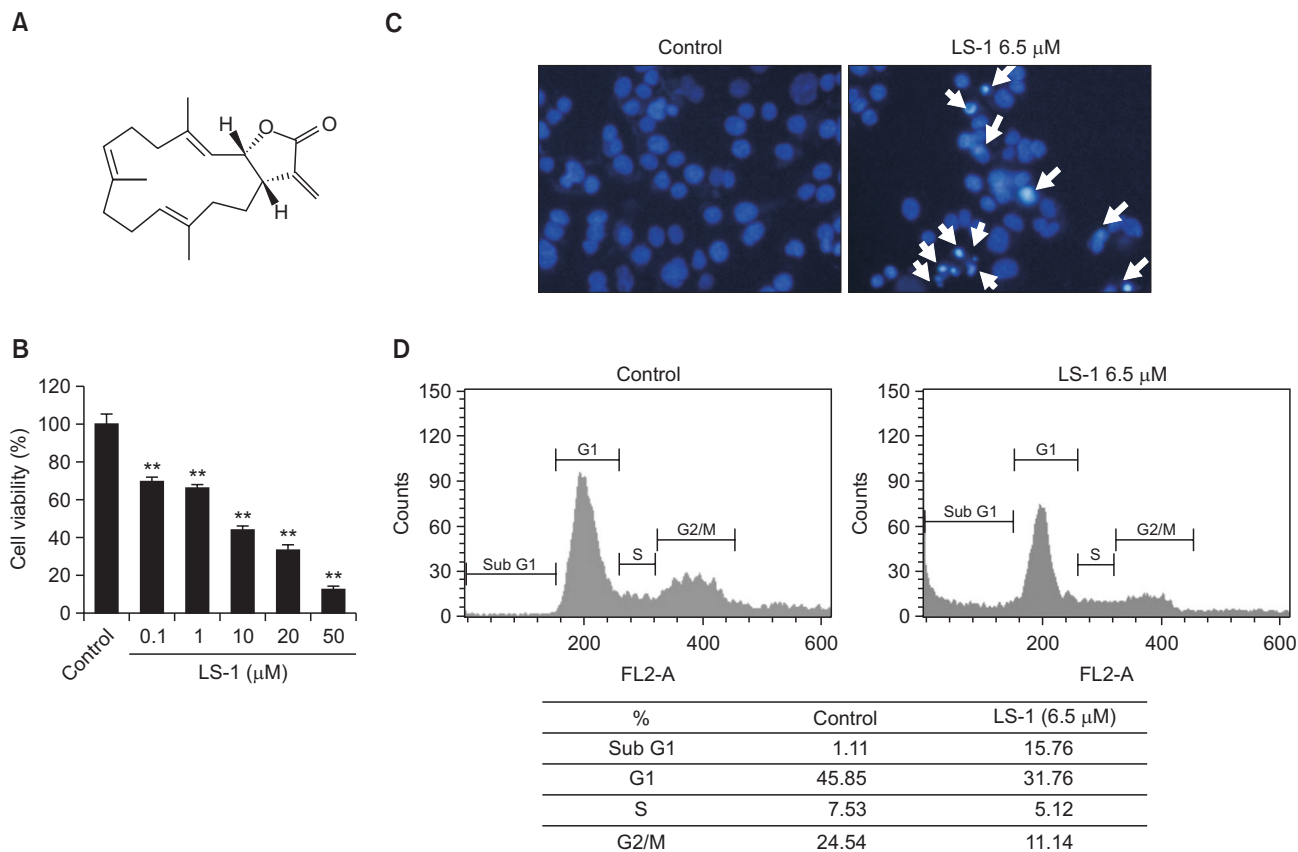 A
H
O
O
H
B
Cell viability (%)
120
100
80
60
40
20
0
** ** ** ** **
Control 0.1 1 10 20 50
LS-1 (μM)
C
Control LS-1 6.5 μM
D
Control
Counts
150
120
90
60
30
0
Sub G1
G1
S
G2/M
200 400 600
FL2-A
LS-1 6.5 μM
Counts
150
120
90
60
30
0
Sub G1
G1
S
G2/M
200 400 600
FL2-A
% Control LS-1 (6.5 μM)
Sub G1 1.11 15.76
G1 45.85 31.76
S 7.53 5.12
G2/M 24.54 11.14